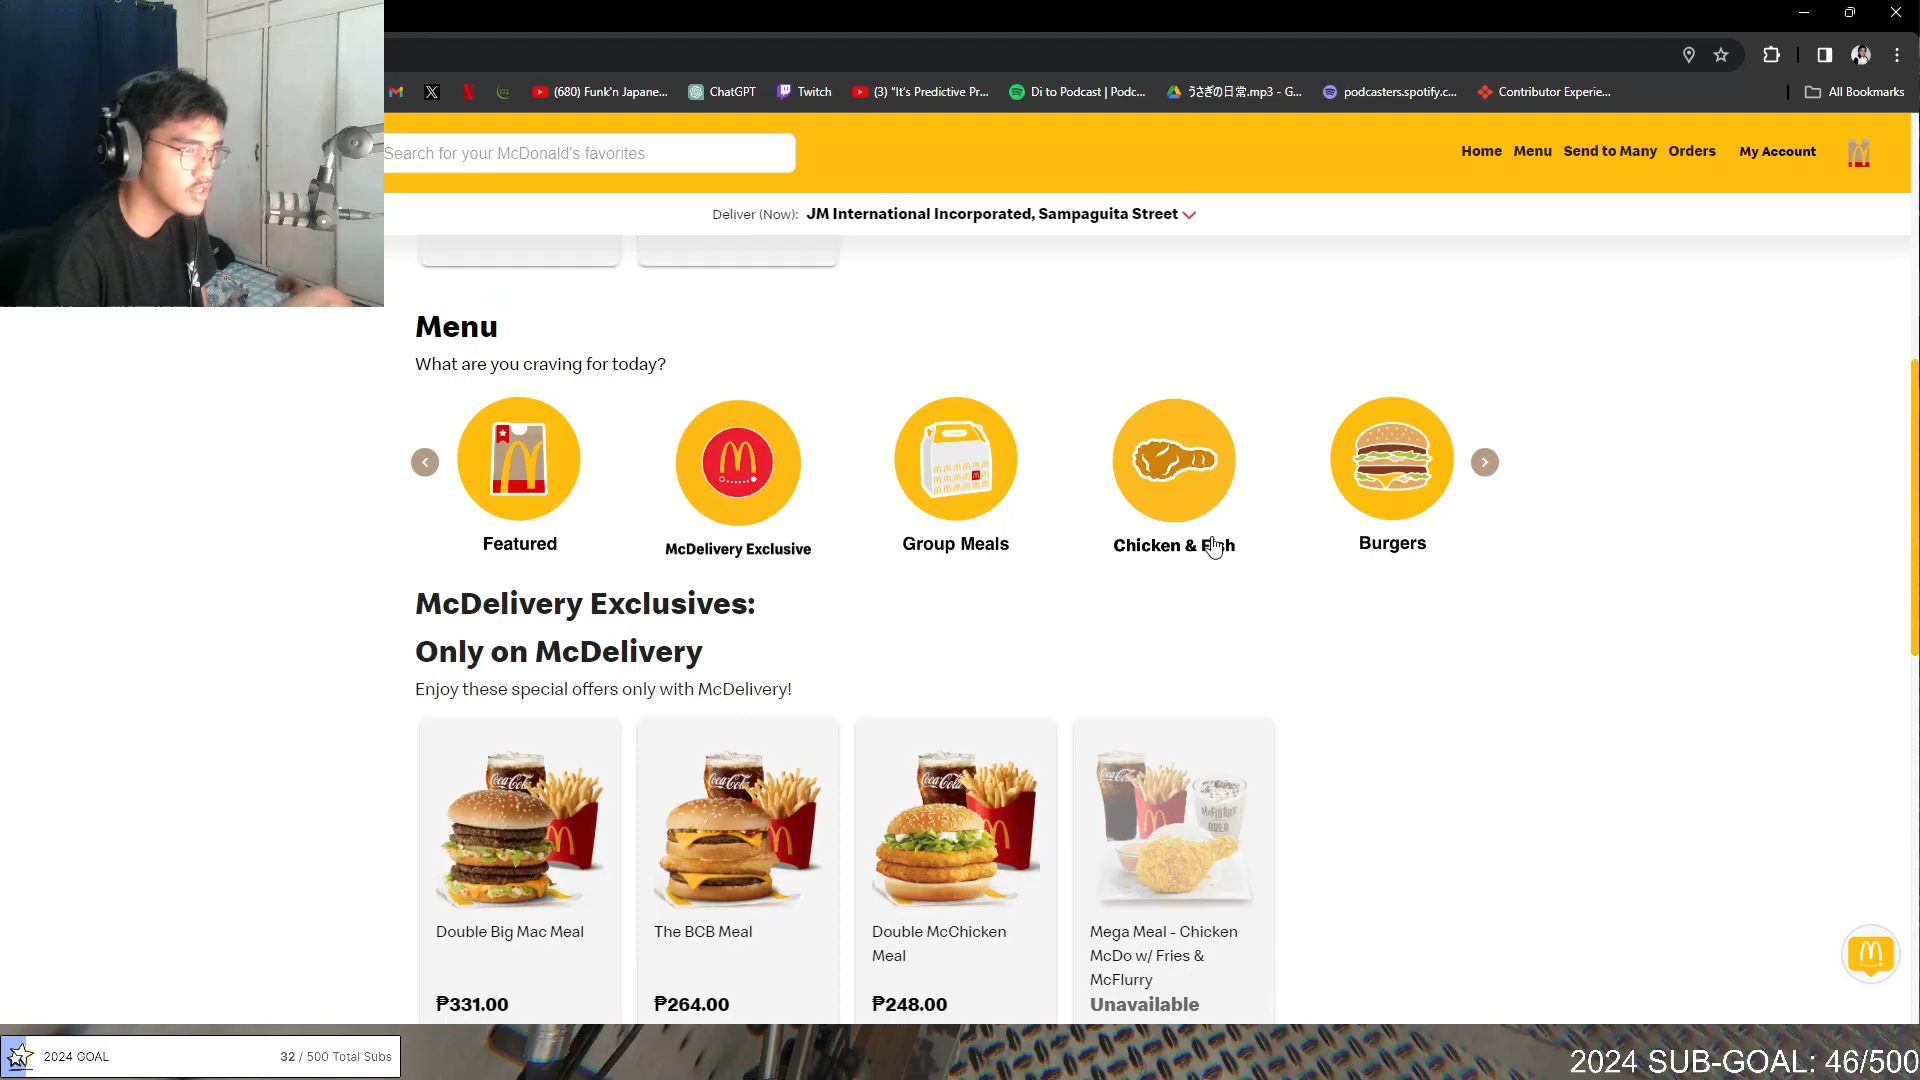 (680) Funk'n Japane...
ChatGPT
Twitch
(3) "It's Predictive Pr...
Di to Podcast | Podc...
うさぎの日常.mp3 - G...
podcasters.spotify.c...
Contributor Experie...
All Bookmarks
Search for your McDonald's favorites
Home
Menu
Send to Many
Orders
My Account
Deliver (Now): JM International Incorporated, Sampaguita Street
Menu
What are you craving for today?
Featured
McDelivery Exclusive
Group Meals
Chicken & Fish
Burgers
McDelivery Exclusives:
Only on McDelivery
Enjoy these special offers only with McDelivery!
Double Big Mac Meal
₱331.00
The BCB Meal
₱264.00
Double McChicken
Meal
₱248.00
Mega Meal - Chicken
McDo w/ Fries &
McFlurry
Unavailable
2024 GOAL
32 / 500 Total Subs
2024 SUB-GOAL: 46/500